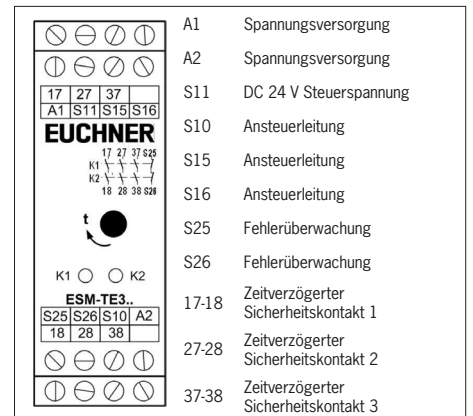 17 27 37
A1 S11 S15 S16
EUCHNER
17 27 37 S25
K1
K2
18 28 38 S26
t
K1 K2
ESM-TE3..
S25 S26 S10 A2
18 28 38
A1 Spannungsversorgung
A2 Spannungsversorgung
S11 DC 24 V Steuerspannung
S10 Ansteuerleitung
S15 Ansteuerleitung
S16 Ansteuerleitung
S25 Fehlerüberwachung
S26 Fehlerüberwachung
17-18 Zeitverzögerter
Sicherheitskontakt 1
27-28 Zeitverzögerter
Sicherheitskontakt 2
37-38 Zeitverzögerter
Sicherheitskontakt 3